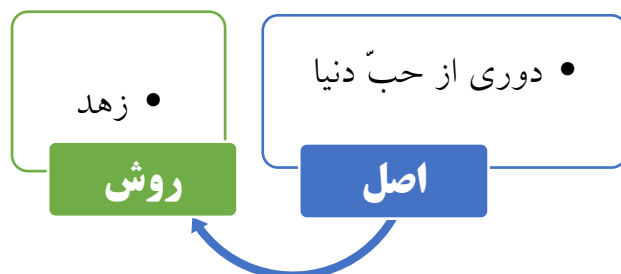 • دوری از حبّ دنیا
اصل
• زهد
روش